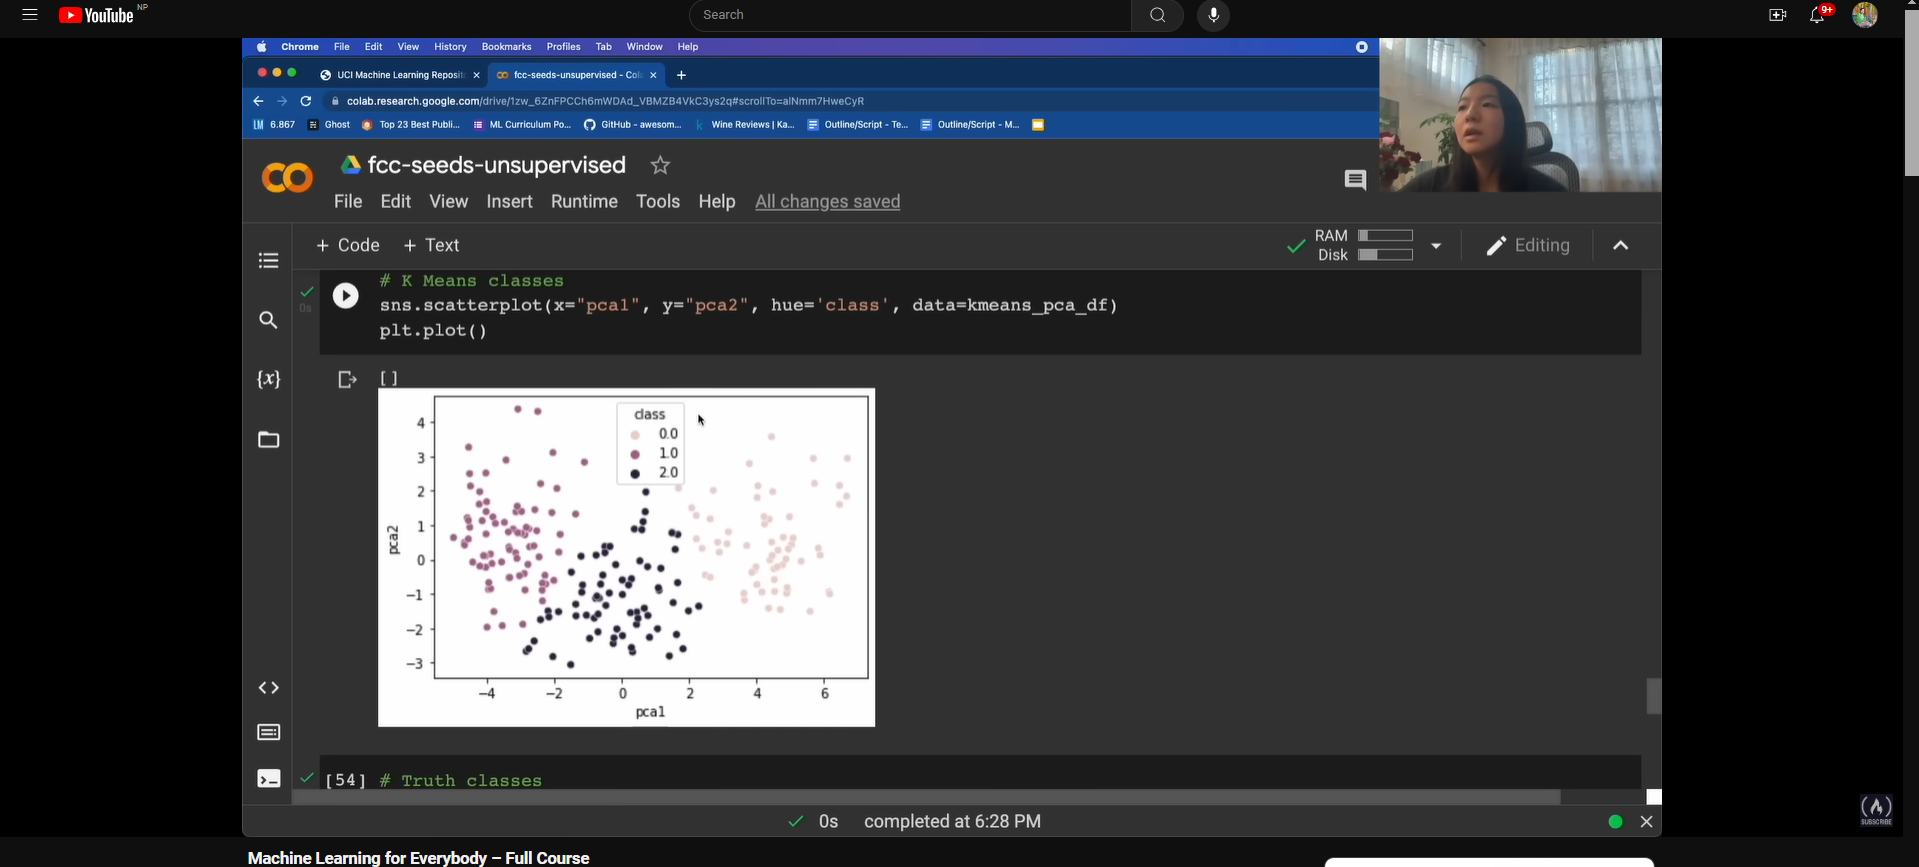 YouTube NP
Search
9+
Chrome File Edit View History Bookmarks Profiles Tab Window Help
UCI Machine Learning Reposit × fcc-seeds-unsupervised - Col × +
colab.research.google.com/drive/1zw_6ZnFPCCh6mWDAd_VBMZB4VkC3ys2q#scrollTo=aINmm7HweCyR
6.867 Ghost Top 23 Best Publi... ML Curriculum Po... GitHub - awesom... Wine Reviews | Ka... Outline/Script - Te... Outline/Script - M...
fcc-seeds-unsupervised
File Edit View Insert Runtime Tools Help All changes saved
+ Code + Text
RAM
Disk
Editing
# K Means classes
0s
sns.scatterplot(x="pca1", y="pca2", hue='class', data=kmeans_pca_df)
plt.plot()
{x}
[]
class
0.0
1.0
2.0
4
3
2
1
0
−1
−2
−3
pca2
−4 −2 0 2 4 6
pca1
[54] # Truth classes
0s completed at 6:28 PM
SUBSCRIBE
Machine Learning for Everybody – Full Course